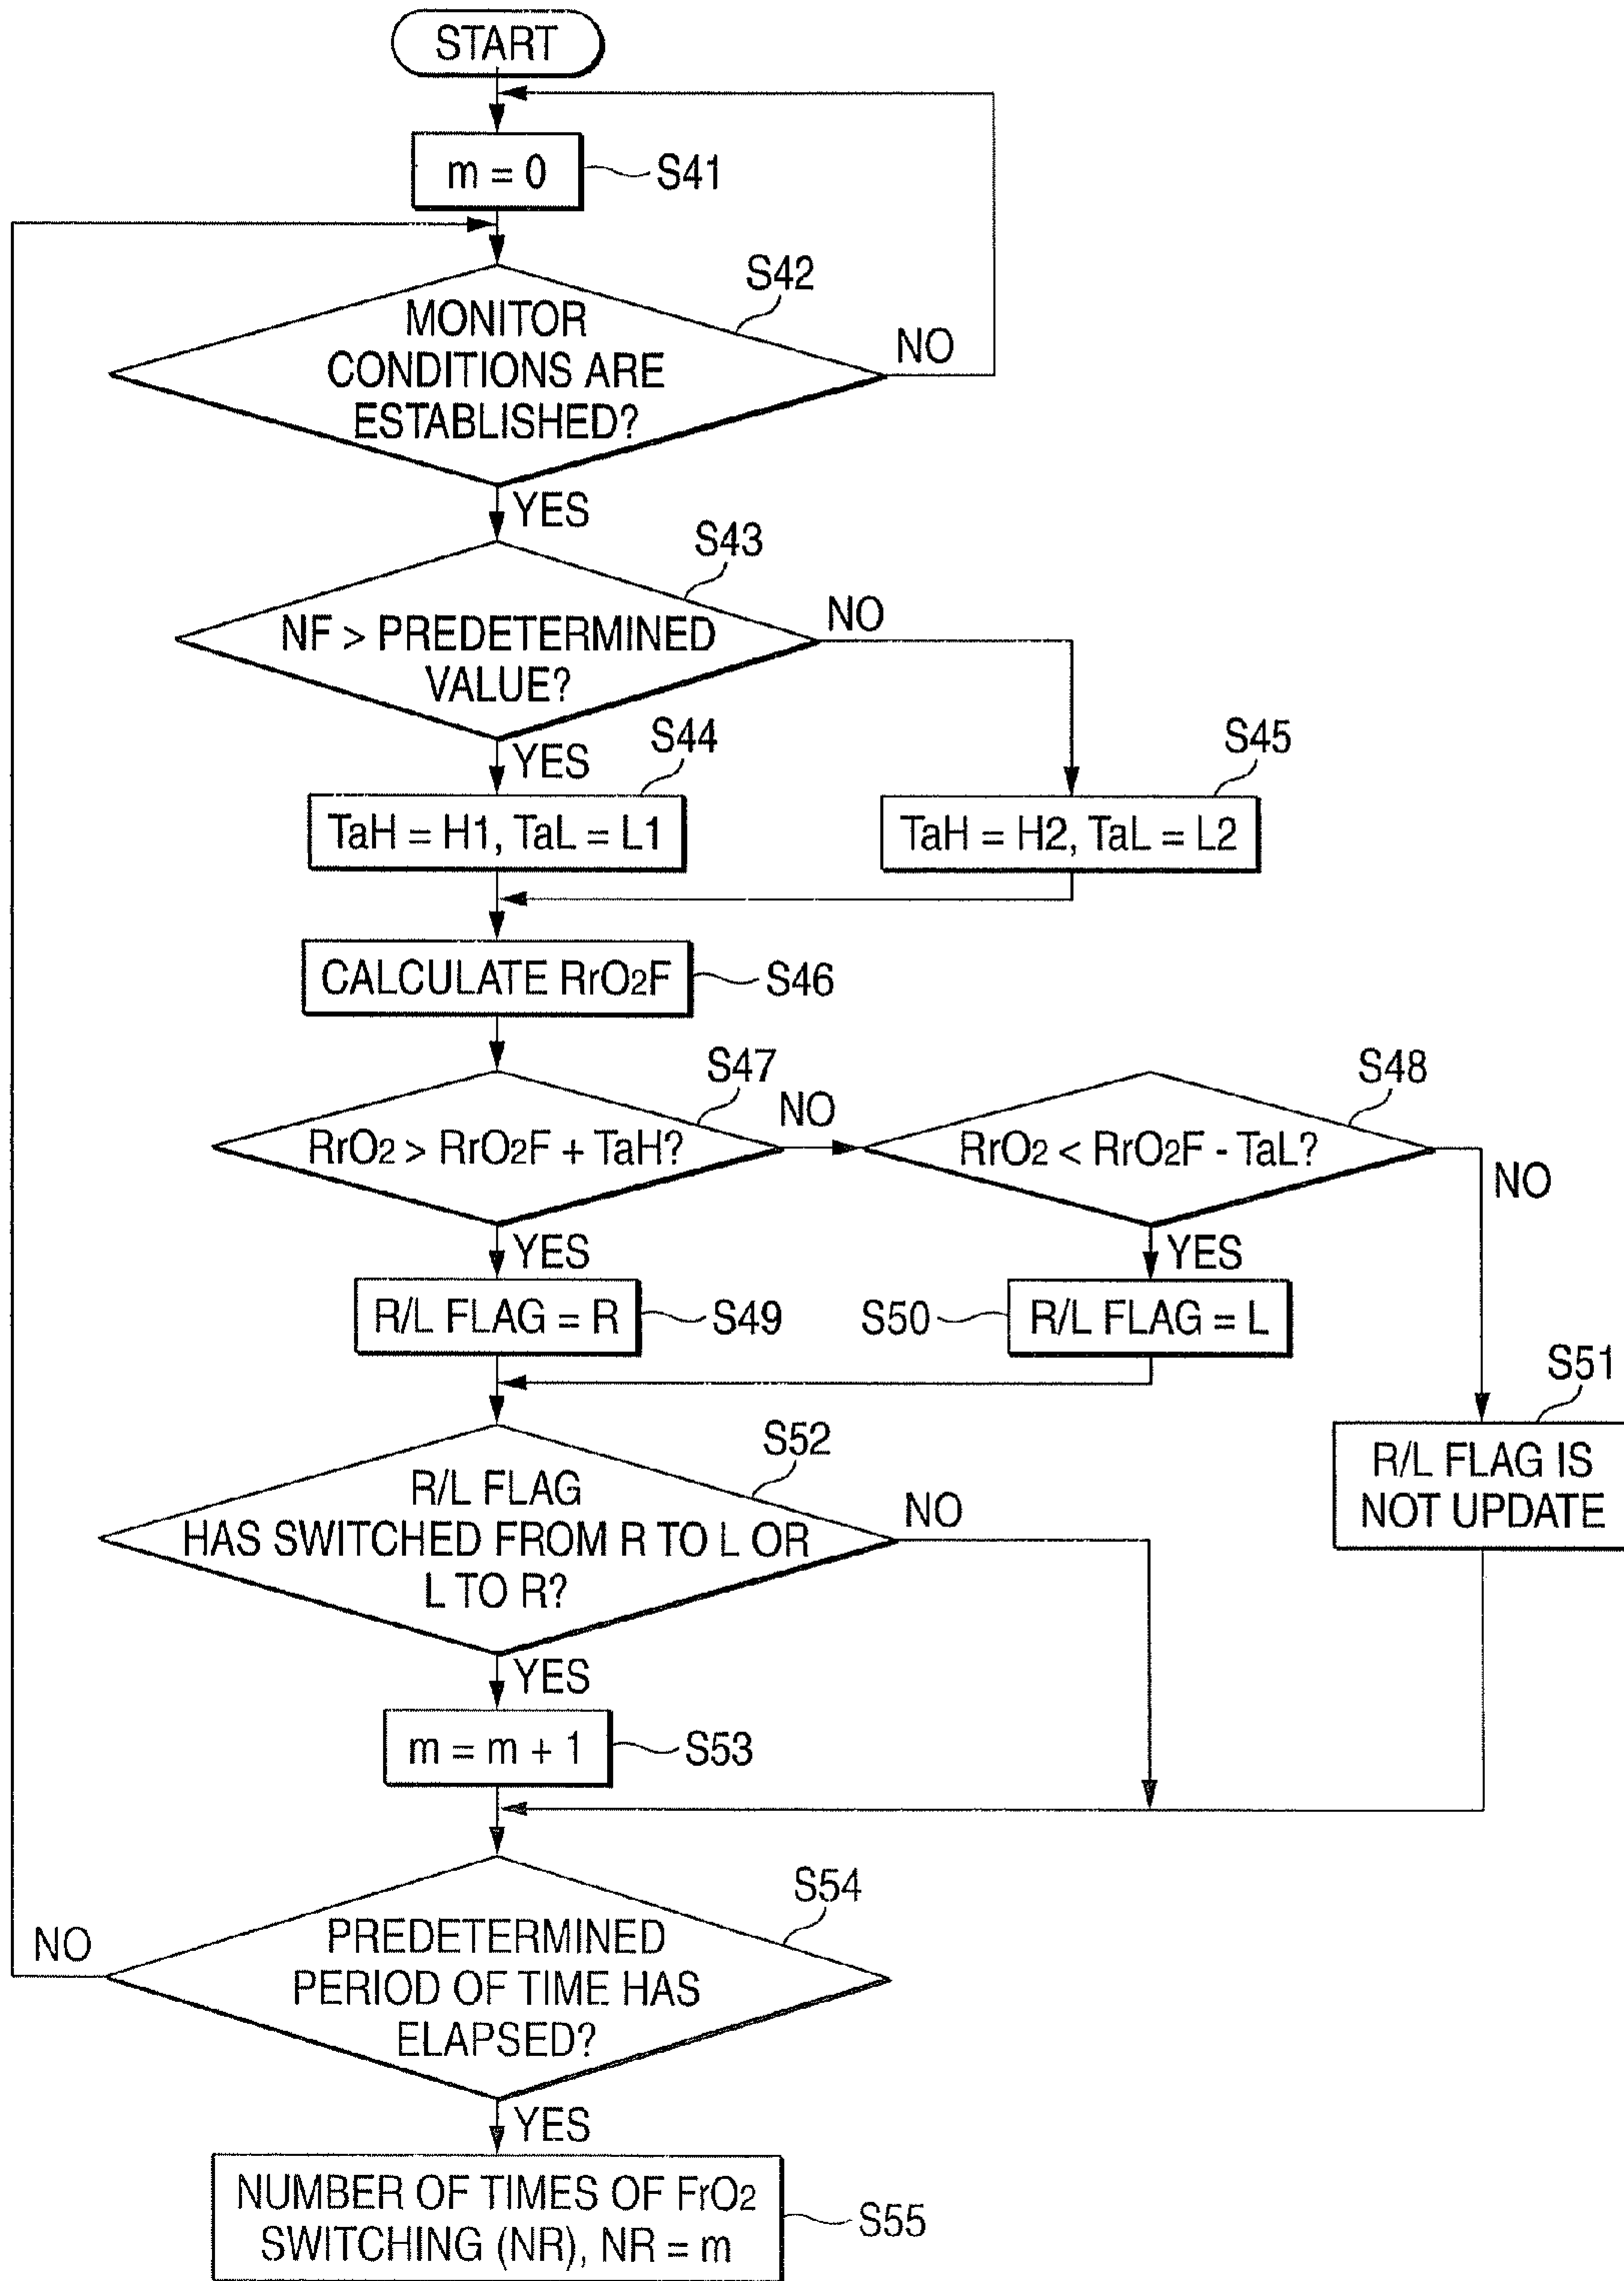 START
m = 0
S41
S42
MONITOR
CONDITIONS ARE
ESTABLISHED?
NO
YES
S43
NF > PREDETERMINED
VALUE?
NO
YES
S44
TaH = H1, TaL = L1
S45
TaH = H2, TaL = L2
CALCULATE RrO2F
S46
S47
RrO2 > RrO2F + TaH?
NO
S48
RrO2 < RrO2F - TaL?
NO
YES
YES
R/L FLAG = R
S49
S50
R/L FLAG = L
S51
R/L FLAG IS
NOT UPDATE
S52
R/L FLAG
HAS SWITCHED FROM R TO L OR
L TO R?
NO
YES
m = m + 1
S53
S54
PREDETERMINED
PERIOD OF TIME HAS
ELAPSED?
NO
YES
NUMBER OF TIMES OF FrO2
SWITCHING (NR), NR = m
S55